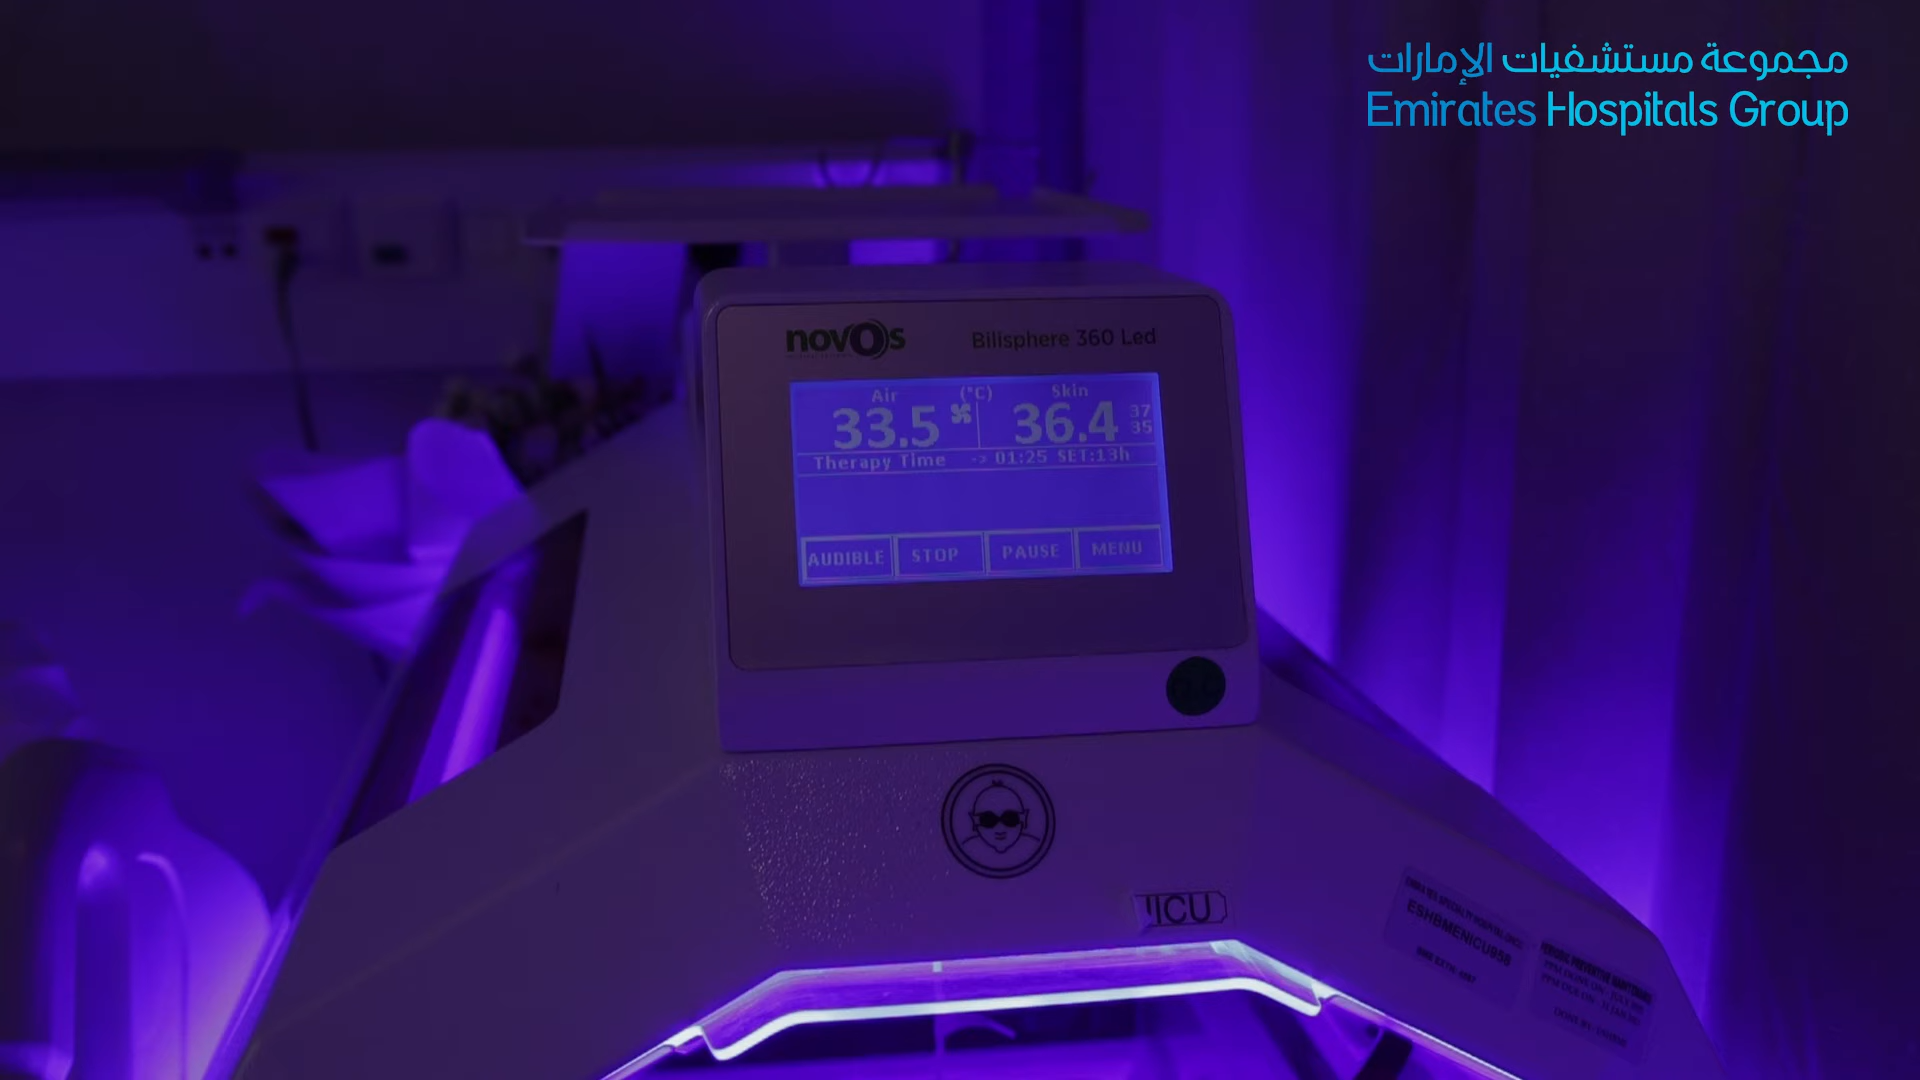 مجموعة مستشفيات الإمارات
Emirates Hospitals Group
novos
Bilisphere 360 Led
Air (°C) Skin
33.5 36.4 37 35
Therapy Time -> 01:25 SET:13h
AUDIBLE STOP PAUSE MENU
ESHBMENICU958